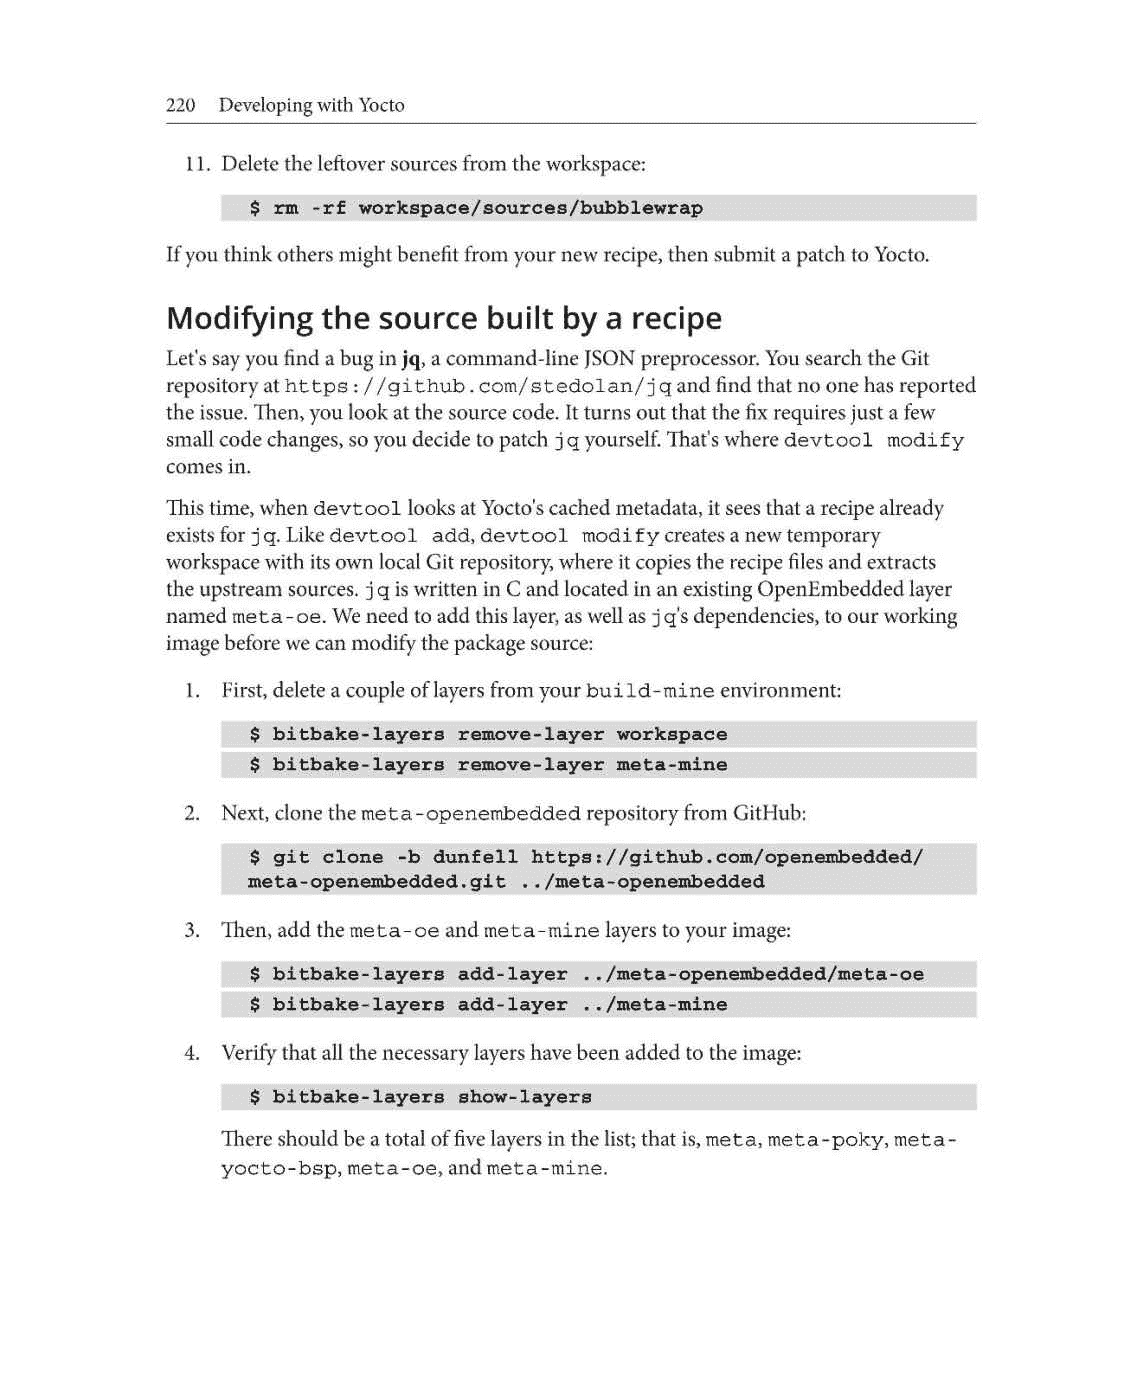 220 Developing with Yocto
11. Delete the leftover sources from the workspace:
$ rm -rf workspace/sources/bubblewrap
If you think others might benefit from your new recipe, then submit a patch to Yocto.
Modifying the source built by a recipe
Let's say you find a bug in jq, a command-line JSON preprocessor. You search the Git
repository at https://github.com/stedolan/jq and find that no one has reported
the issue. Then, you look at the source code. It turns out that the fix requires just a few
small code changes, so you decide to patch jq yourself. That's where devtool modify
comes in.
This time, when devtool looks at Yocto's cached metadata, it sees that a recipe already
exists for jq. Like devtool add, devtool modify creates a new temporary
workspace with its own local Git repository, where it copies the recipe files and extracts
the upstream sources. jq is written in C and located in an existing OpenEmbedded layer
named meta-oe. We need to add this layer, as well as jq's dependencies, to our working
image before we can modify the package source:
1. First, delete a couple of layers from your build-mine environment:
$ bitbake-layers remove-layer workspace
$ bitbake-layers remove-layer meta-mine
2. Next, clone the meta-openembedded repository from GitHub:
$ git clone -b dunfell https://github.com/openembedded/
meta-openembedded.git ../meta-openembedded
3. Then, add the meta-oe and meta-mine layers to your image:
$ bitbake-layers add-layer ../meta-openembedded/meta-oe
$ bitbake-layers add-layer ../meta-mine
4. Verify that all the necessary layers have been added to the image:
$ bitbake-layers show-layers
There should be a total of five layers in the list; that is, meta, meta-poky, meta-
yocto-bsp, meta-oe, and meta-mine.